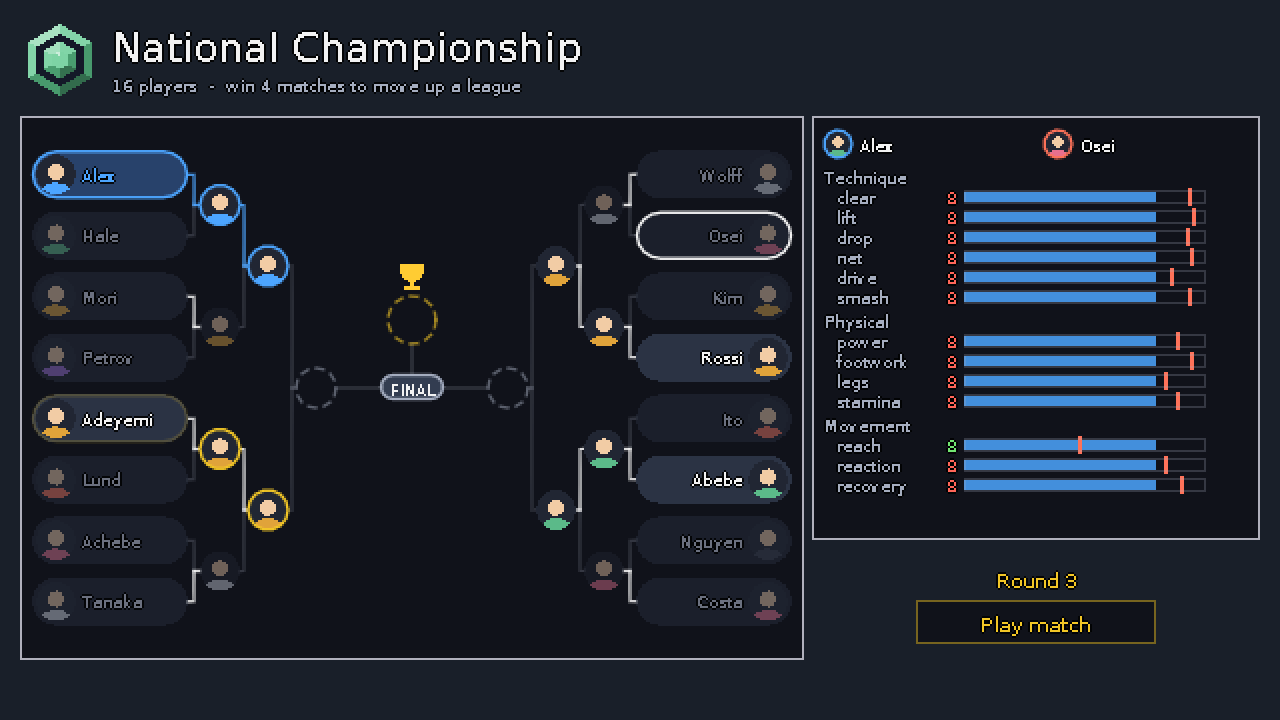 National Championship
16 players - win 4 matches to move up a league
Alex
Hale
Mori
Petrov
Adeyemi
Lund
Achebe
Tanaka
FINAL
Wolff
Osei
Kim
Rossi
Ito
Abebe
Nguyen
Costa
Alex Osei
Technique
clear 8
lift 8
drop 8
net 8
drive 8
smash 8
Physical
power 8
footwork 8
legs 8
stamina 8
Movement
reach 8
reaction 8
recovery 8
Round 3
Play match